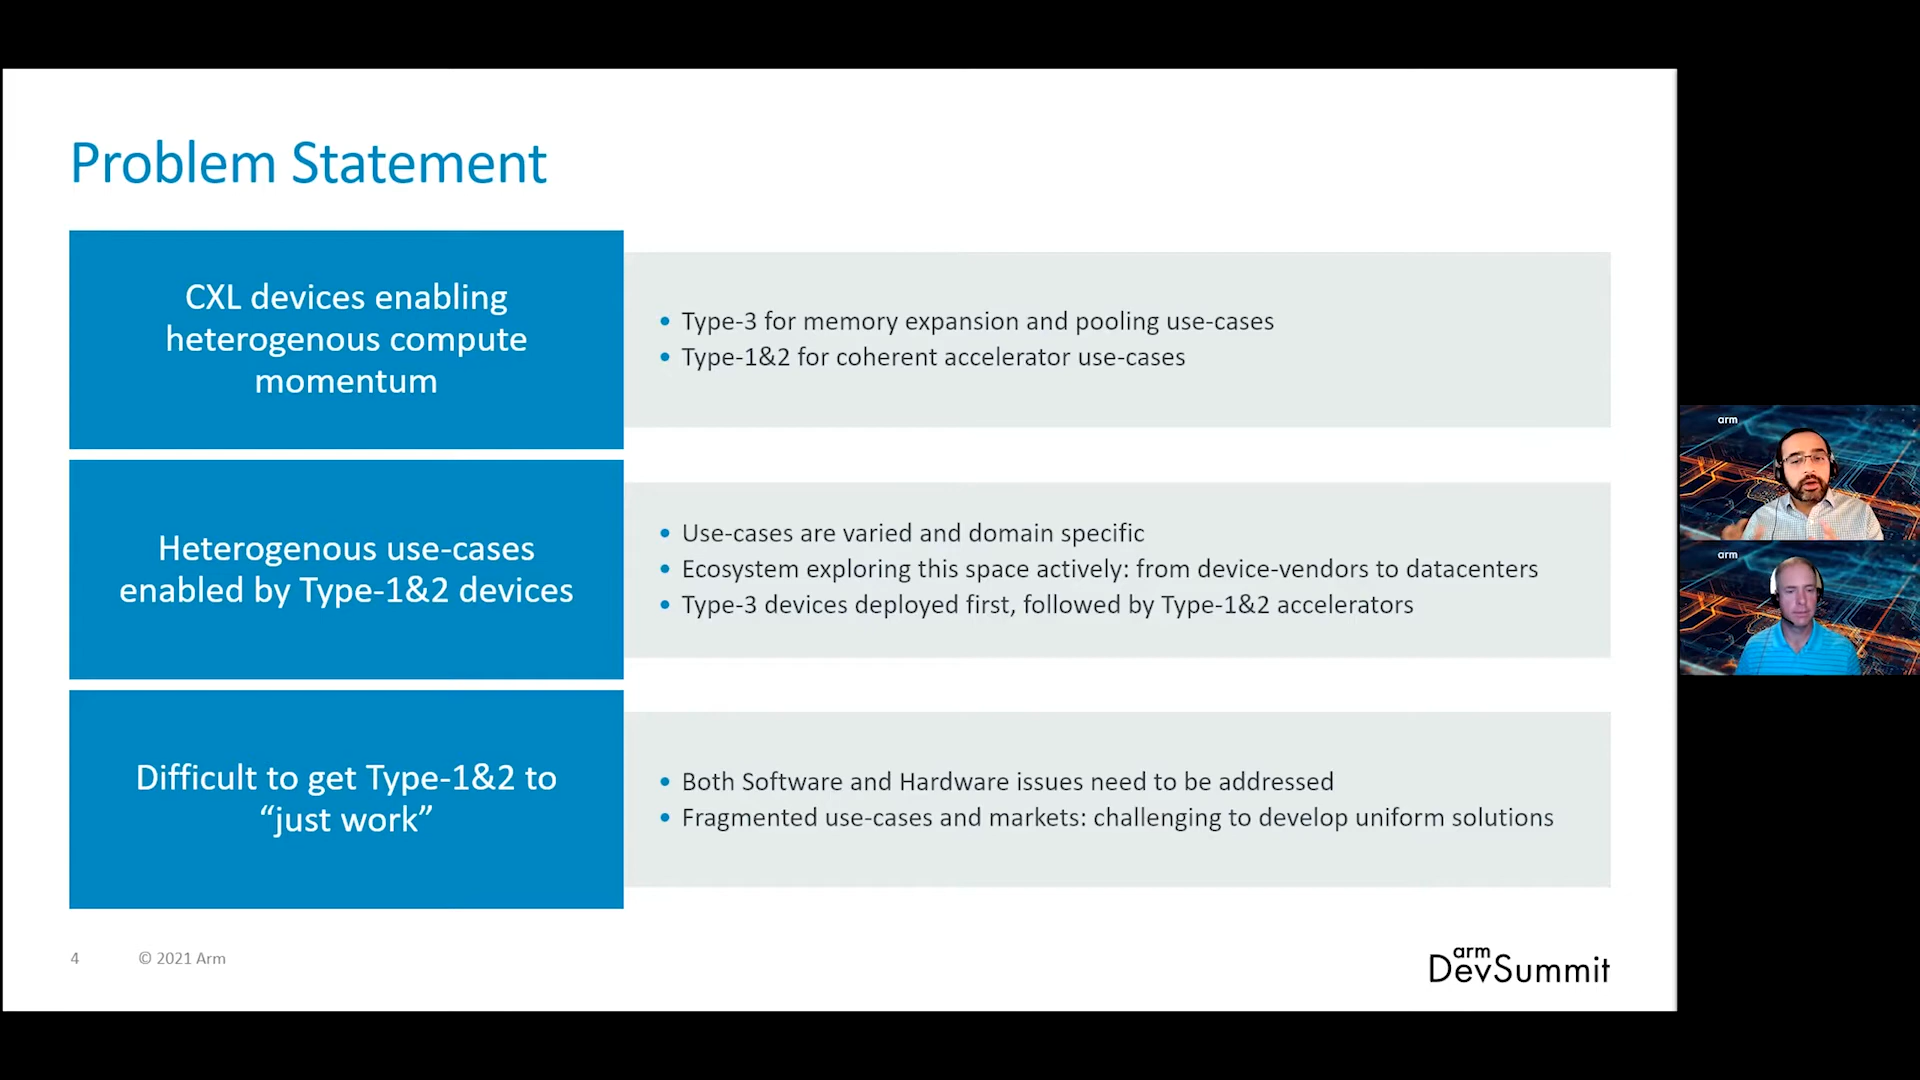 Problem Statement
CXL devices enabling
heterogenous compute
momentum
• Type-3 for memory expansion and pooling use-cases
• Type-1&2 for coherent accelerator use-cases
Heterogenous use-cases
enabled by Type-1&2 devices
• Use-cases are varied and domain specific
• Ecosystem exploring this space actively: from device-vendors to datacenters
• Type-3 devices deployed first, followed by Type-1&2 accelerators
Difficult to get Type-1&2 to
“just work”
• Both Software and Hardware issues need to be addressed
• Fragmented use-cases and markets: challenging to develop uniform solutions
4
© 2021 Arm
arm
DevSummit
arm
arm